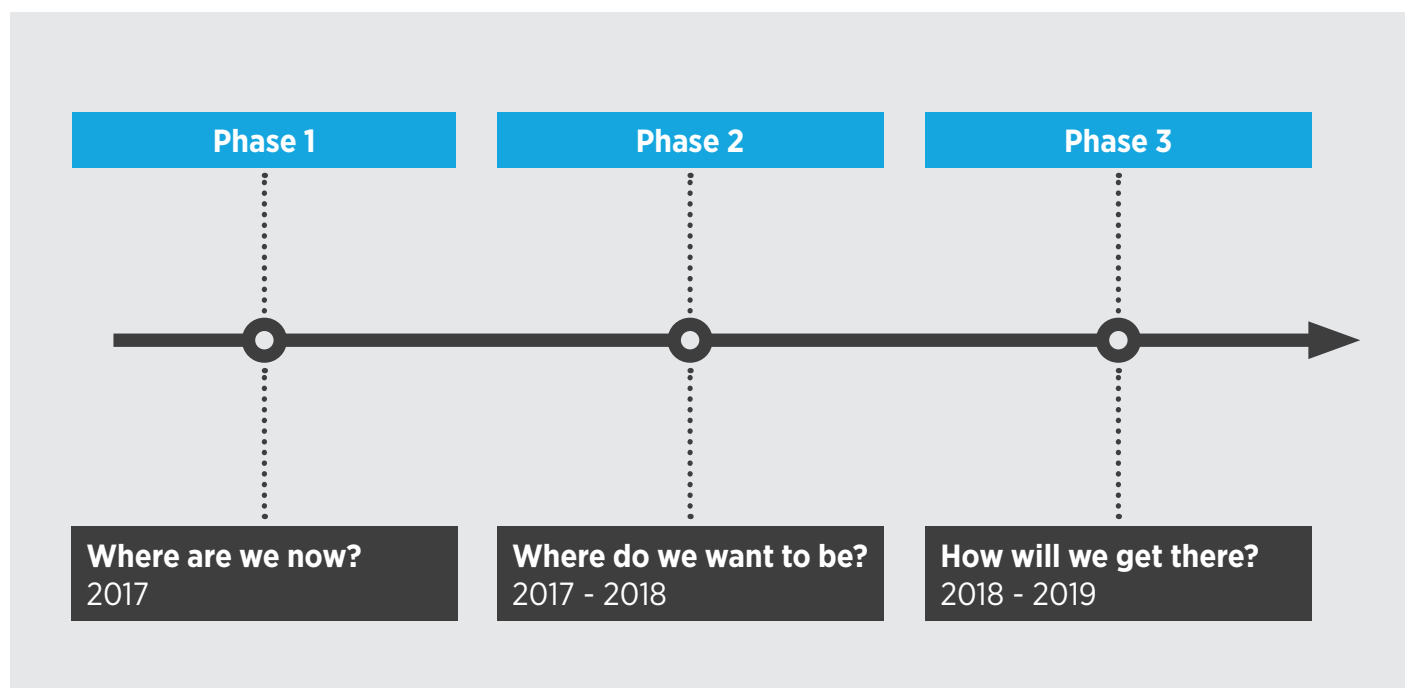 Phase 1
Phase 2
Phase 3
Where are we now?
2017
Where do we want to be?
2017 - 2018
How will we get there?
2018 - 2019